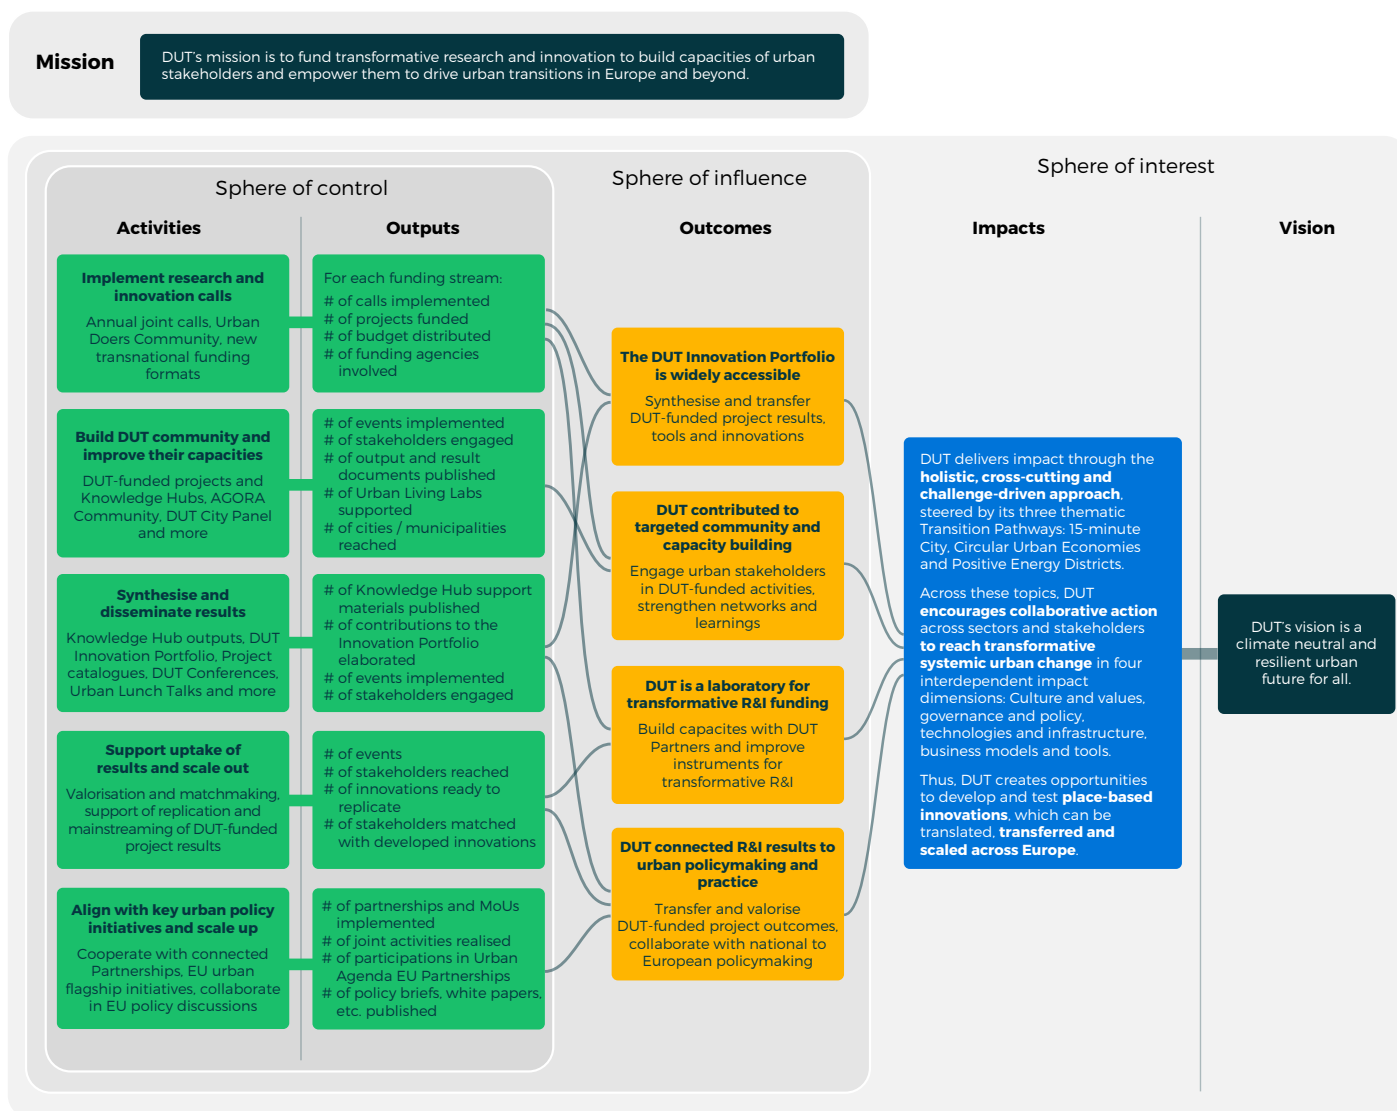 Mission
DUT's mission is to fund transformative research and innovation to build capacities of urban
stakeholders and empower them to drive urban transitions in Europe and beyond.
Sphere of control
Sphere of influence
Sphere of interest
Activities
Outputs
Outcomes
Impacts
Vision
Implement research and
innovation calls
Annual joint calls, Urban
Doers Community, new
transnational funding
formats
For each funding stream:
# of calls implemented
# of projects funded
# of budget distributed
# of funding agencies
involved
Build DUT community and
improve their capacities
DUT-funded projects and
Knowledge Hubs, AGORA
Community, DUT City Panel
and more
# of events implemented
# of stakeholders engaged
# of output and result
documents published
# of Urban Living Labs
supported
# of cities / municipalities
reached
Synthesise and
disseminate results
Knowledge Hub outputs, DUT
Innovation Portfolio, Project
catalogues, DUT Conferences,
Urban Lunch Talks and more
# of Knowledge Hub support
materials published
# of contributions to the
Innovation Portfolio
elaborated
# of events implemented
# of stakeholders engaged
Support uptake of
results and scale out
Valorisation and matchmaking,
support of replication and
mainstreaming of DUT-funded
project results
# of events
# of stakeholders reached
# of innovations ready to
replicate
# of stakeholders matched
with developed innovations
Align with key urban policy
initiatives and scale up
Cooperate with connected
Partnerships, EU urban
flagship initiatives, collaborate
in EU policy discussions
# of partnerships and MoUs
implemented
# of joint activities realised
# of participations in Urban
Agenda EU Partnerships
# of policy briefs, white papers,
etc. published
The DUT Innovation Portfolio
is widely accessible
Synthesise and transfer
DUT-funded project results,
tools and innovations
DUT contributed to
targeted community and
capacity building
Engage urban stakeholders
in DUT-funded activities,
strengthen networks and
learnings
DUT is a laboratory for
transformative R&I funding
Build capacites with DUT
Partners and improve
instruments for
transformative R&I
DUT connected R&I results to
urban policymaking and
practice
Transfer and valorise
DUT-funded project outcomes,
collaborate with national to
European policymaking
DUT delivers impact through the
holistic, cross-cutting and
challenge-driven approach,
steered by its three thematic
Transition Pathways: 15-minute
City, Circular Urban Economies
and Positive Energy Districts.
Across these topics, DUT
encourages collaborative action
across sectors and stakeholders
to reach transformative
systemic urban change in four
interdependent impact
dimensions: Culture and values,
governance and policy,
technologies and infrastructure,
business models and tools.
Thus, DUT creates opportunities
to develop and test place-based
innovations, which can be
translated, transferred and
scaled across Europe.
DUT's vision is a
climate neutral and
resilient urban
future for all.